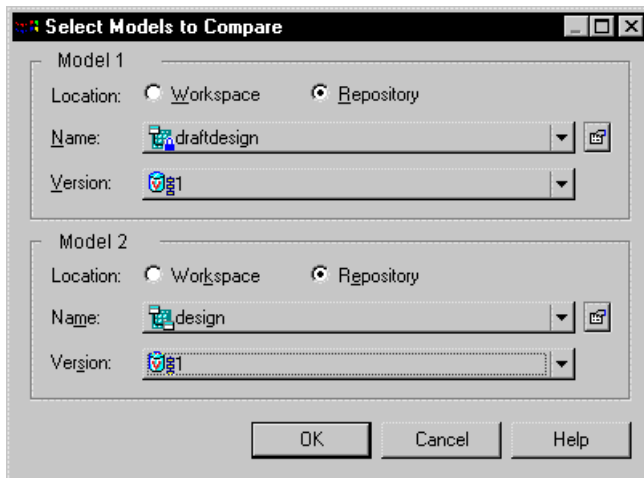 Select Models to Compare
Model 1
Location: Workspace Repository
Name: draftdesign
Version: 1
Model 2
Location: Workspace Repository
Name: design
Version: 1
OK Cancel Help